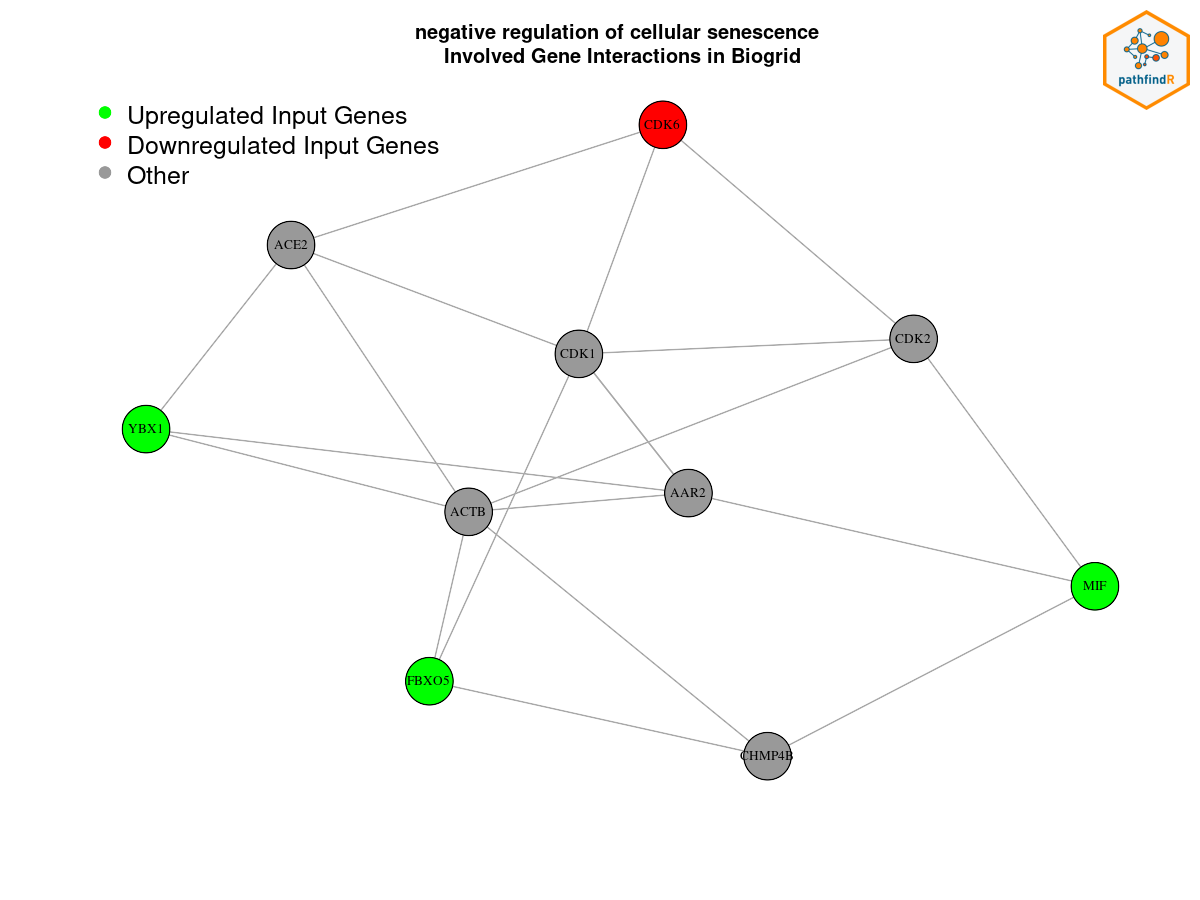 negative regulation of cellular senescence
Involved Gene Interactions in Biogrid
pathfindR
Upregulated Input Genes
Downregulated Input Genes
Other
CDK6
ACE2
CDK1
CDK2
YBX1
ACTB
AAR2
MIF
FBXO5
CHMP4B